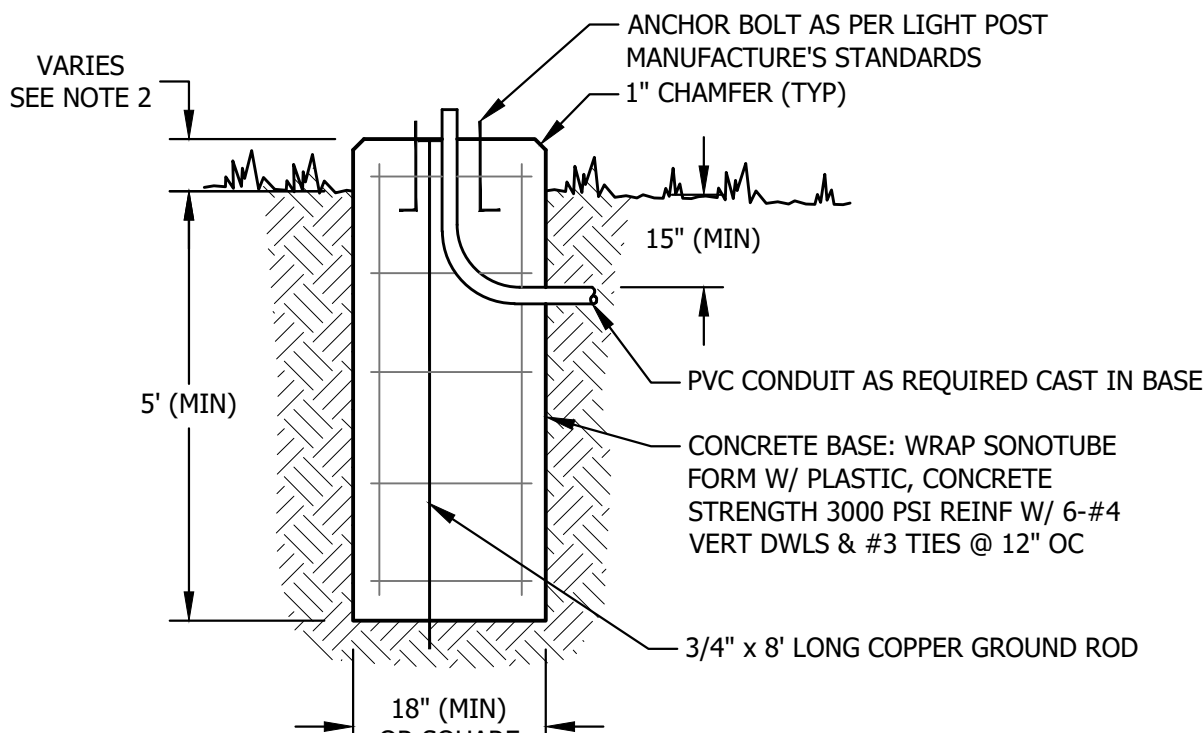 VARIES
SEE NOTE 2
ANCHOR BOLT AS PER LIGHT POST
MANUFACTURE'S STANDARDS
1" CHAMFER (TYP)
15" (MIN)
5' (MIN)
PVC CONDUIT AS REQUIRED CAST IN BASE
CONCRETE BASE: WRAP SONOTUBE
FORM W/ PLASTIC, CONCRETE
STRENGTH 3000 PSI REINF W/ 6-#4
VERT DWLS & #3 TIES @ 12" OC
3/4" x 8' LONG COPPER GROUND ROD
18" (MIN)
OR SQUARE